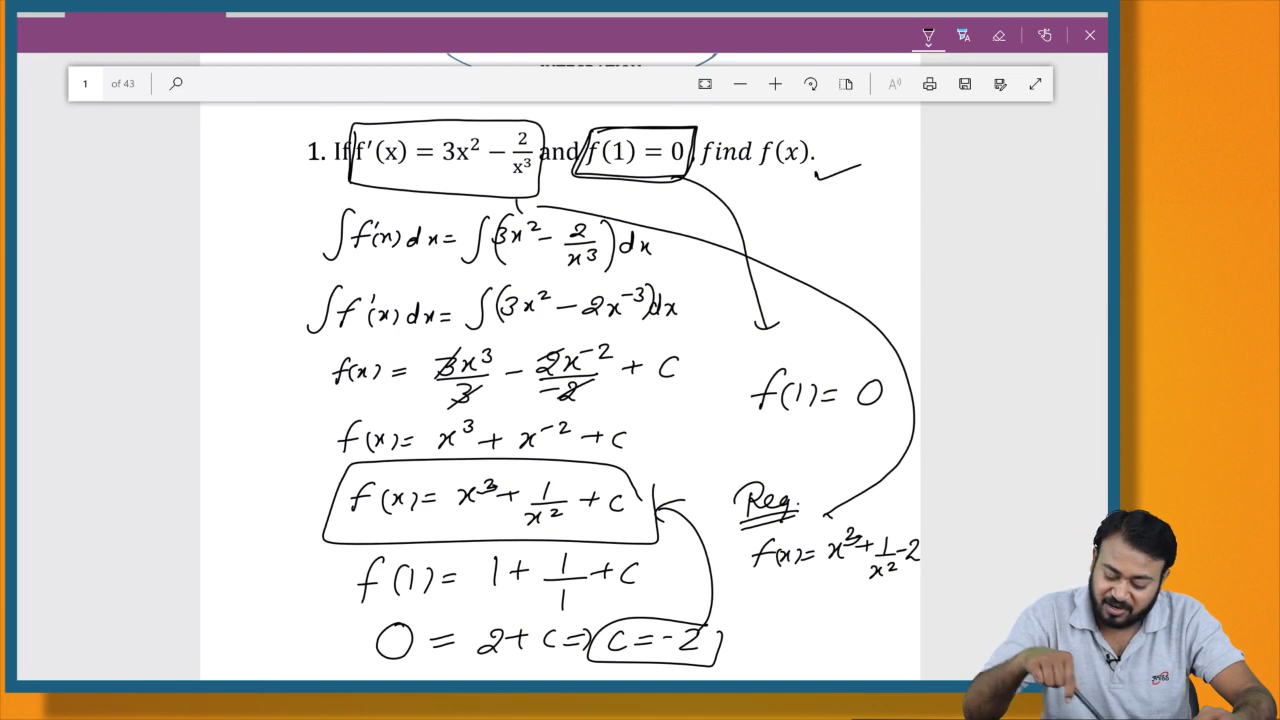 1 of 43
INTEGRATION
1. If f′(x) = 3x² − 2/x³ and f(1) = 0, find f(x).
∫ f'(x) dx = ∫ (3x² − 2/x³) dx
∫ f'(x) dx = ∫ (3x² − 2x⁻³) dx
f(x) = 3x³/3 − 2x⁻²/−2 + C
f(1) = 0
f(x) = x³ + x⁻² + C
f(x) = x³ + 1/x² + C
Req.
f(x) = x³ + 1/x² − 2
f(1) = 1 + 1/1 + C
0 = 2 + C ⇒ C = −2